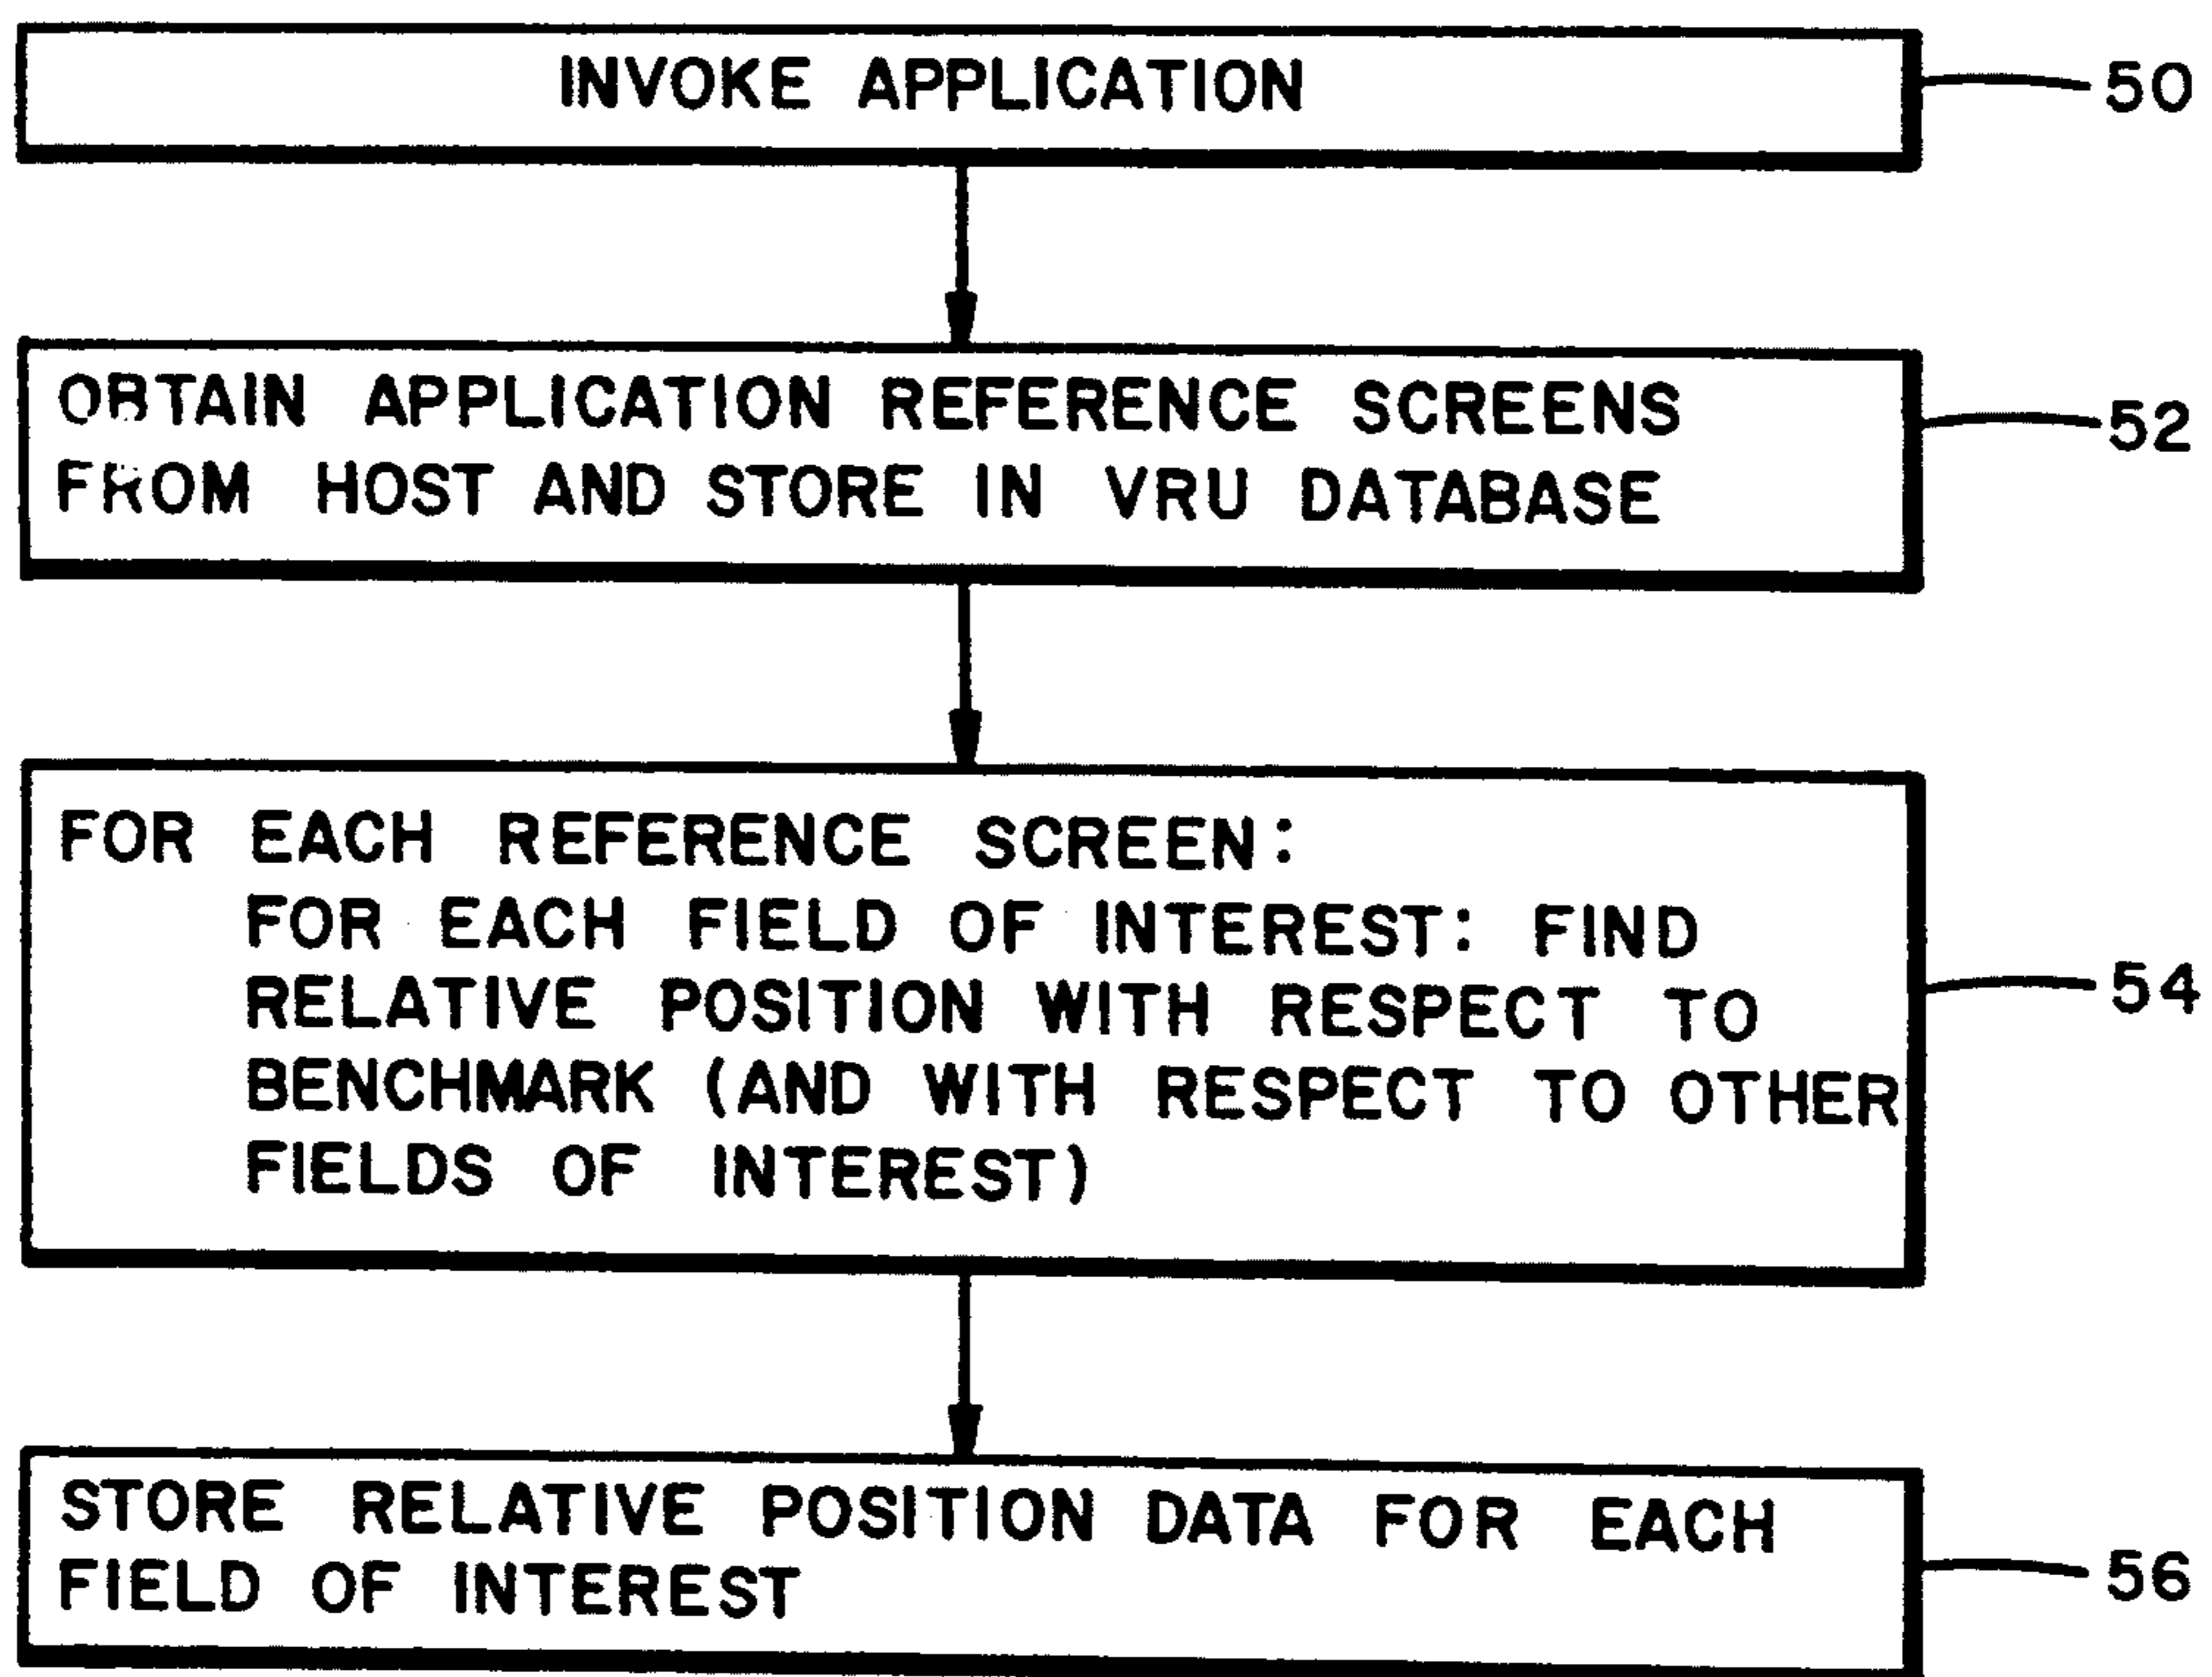 INVOKE APPLICATION
50
OBTAIN APPLICATION REFERENCE SCREENS
FROM HOST AND STORE IN VRU DATABASE
52
FOR EACH REFERENCE SCREEN:
FOR EACH FIELD OF INTEREST: FIND
RELATIVE POSITION WITH RESPECT TO
BENCHMARK (AND WITH RESPECT TO OTHER
FIELDS OF INTEREST)
54
STORE RELATIVE POSITION DATA FOR EACH
FIELD OF INTEREST
56